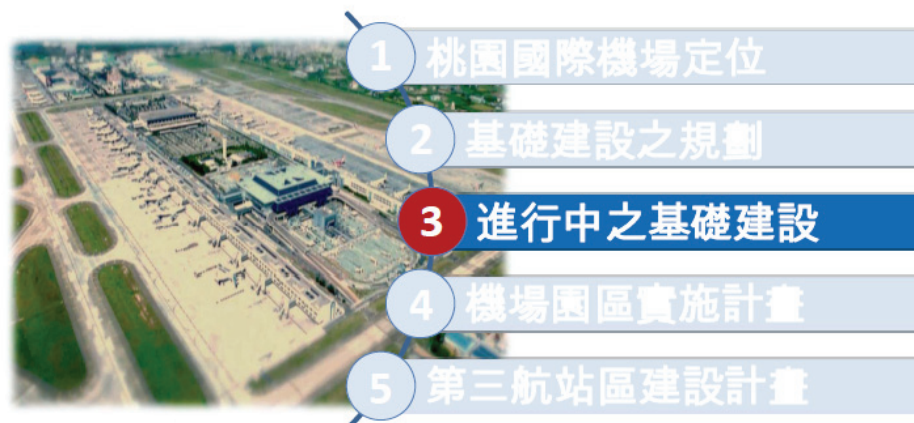 1 桃園國際機場定位
2 基礎建設之規劃
3 進行中之基礎建設
4 機場園區實施計畫
5 第三航站區建設計畫